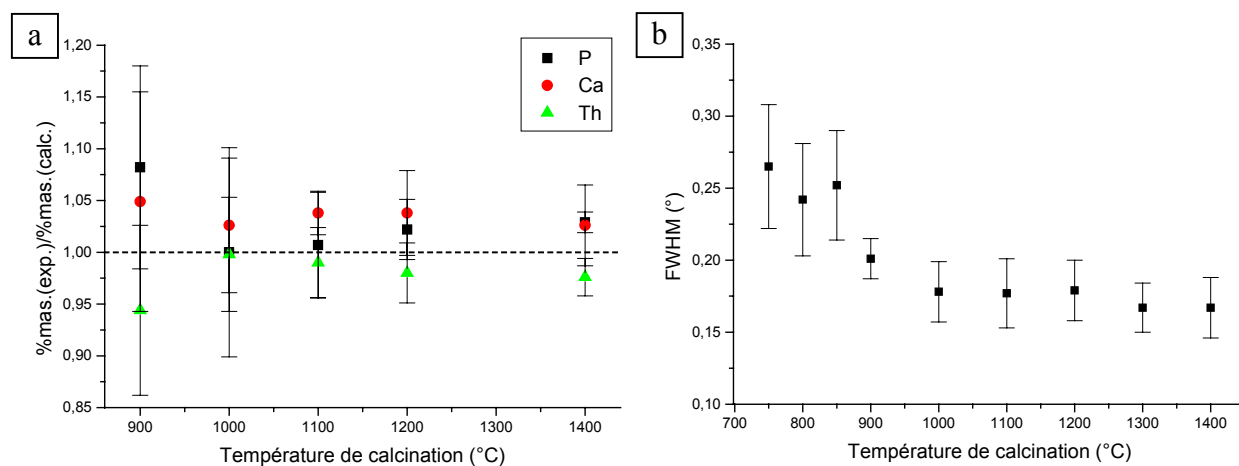 a
1,20
1,15
1,10
1,05
1,00
0,95
0,90
0,85
%mas.(exp.)/%mas.(calc.)
900 1000 1100 1200 1300 1400
Température de calcination (°C)
P
Ca
Th
b
0,35
0,30
0,25
0,20
0,15
0,10
FWHM (°)
700 800 900 1000 1100 1200 1300 1400
Température de calcination (°C)